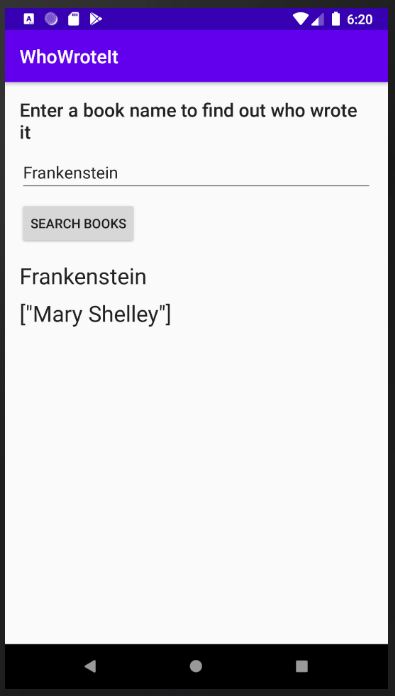 A 6:20
WhoWroteIt
Enter a book name to find out who wrote
it
Frankenstein
SEARCH BOOKS
Frankenstein
["Mary Shelley"]